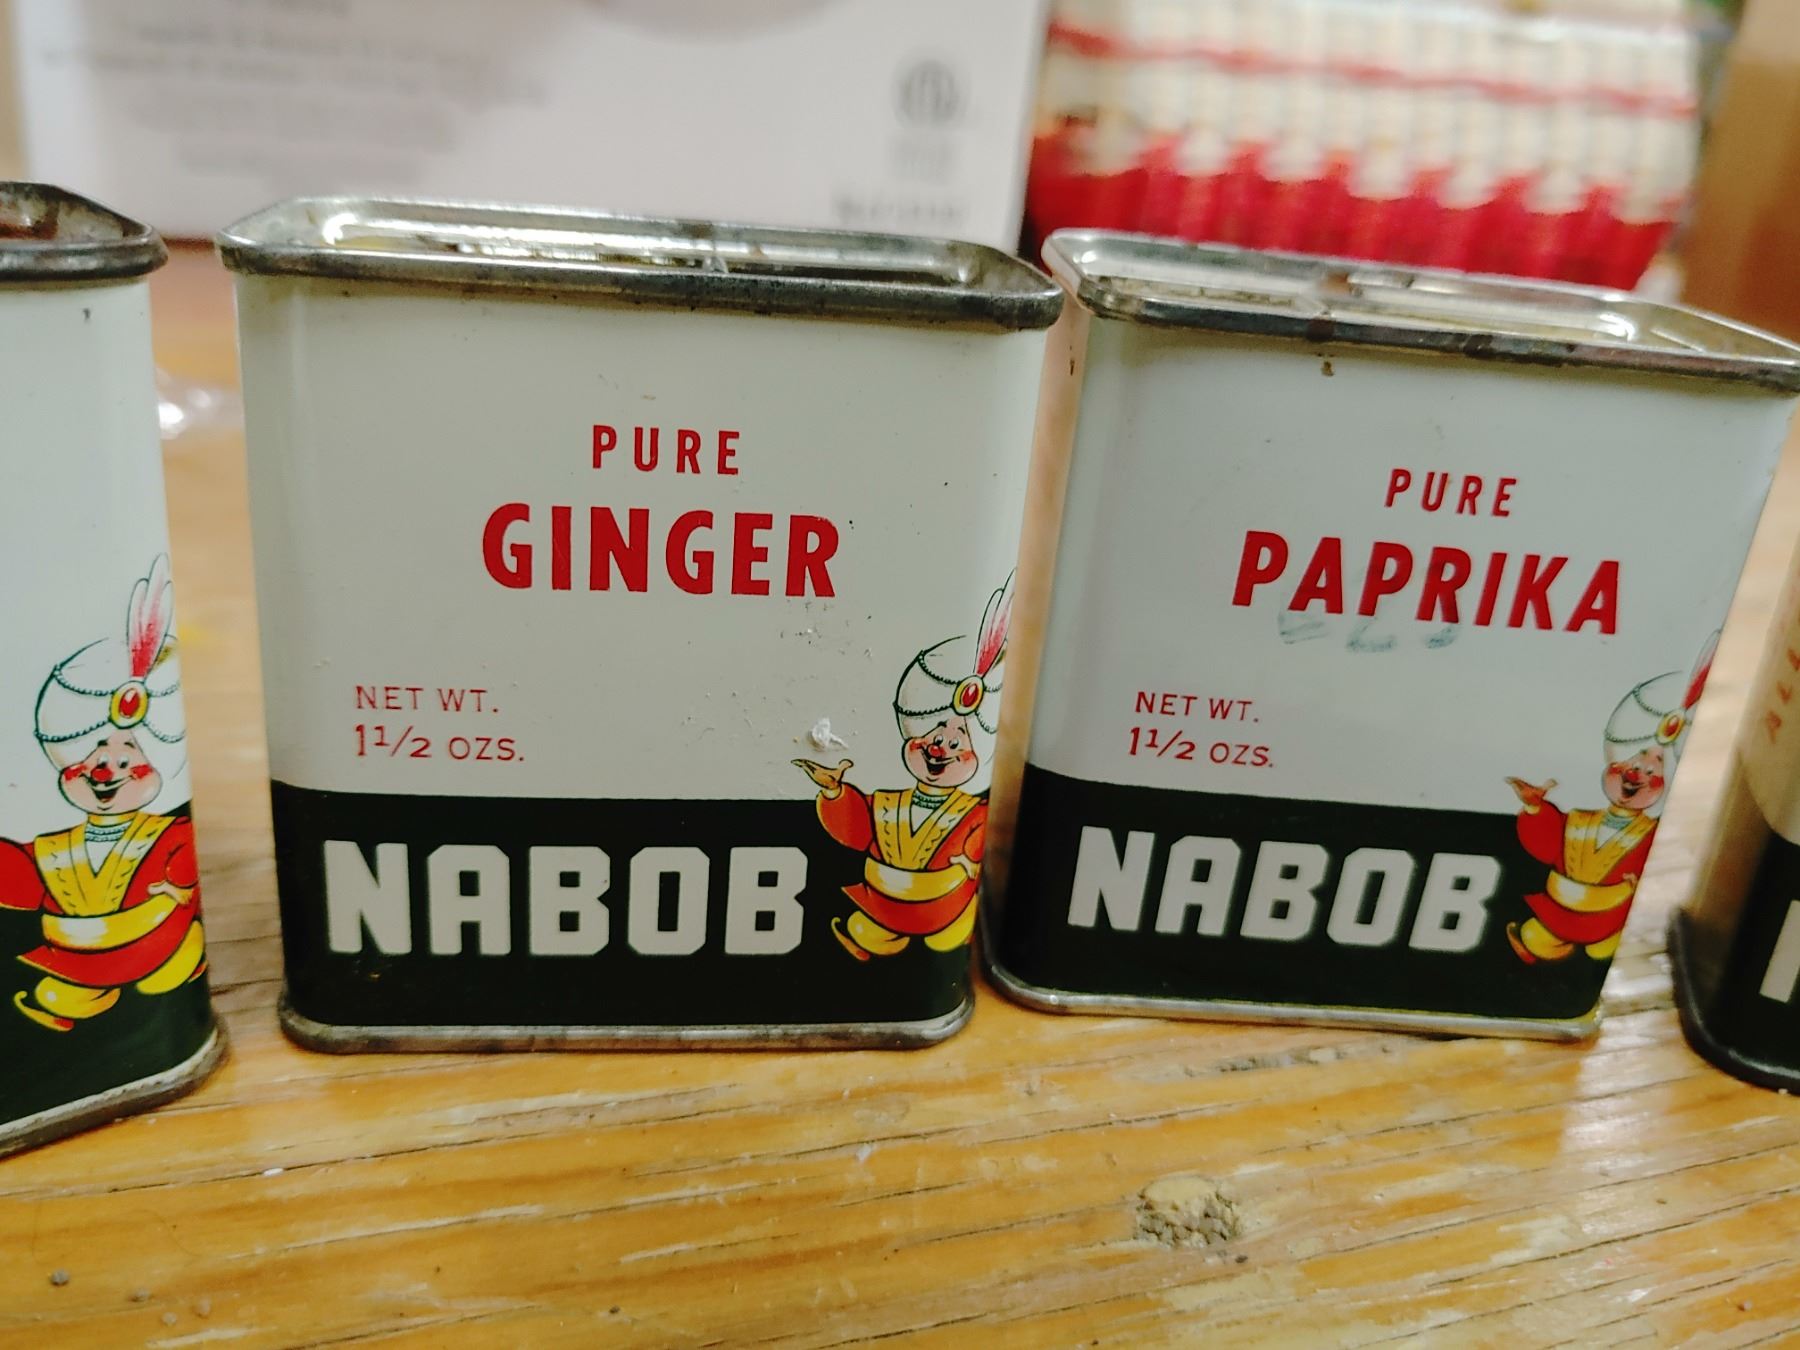 PURE
GINGER
NET WT.
1 1/2 OZS.
NABOB
PURE
PAPRIKA
NET WT.
1 1/2 OZS.
NABOB
N